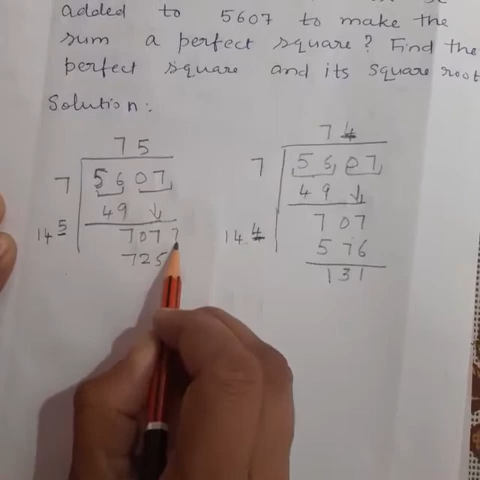 added to 5607 to make the
sum a perfect square? Find the
perfect square and its square root
Solution:
75
7 5607
49 ↓
145 707?
725
74
7 5607
49 ↓
144 707
576
131